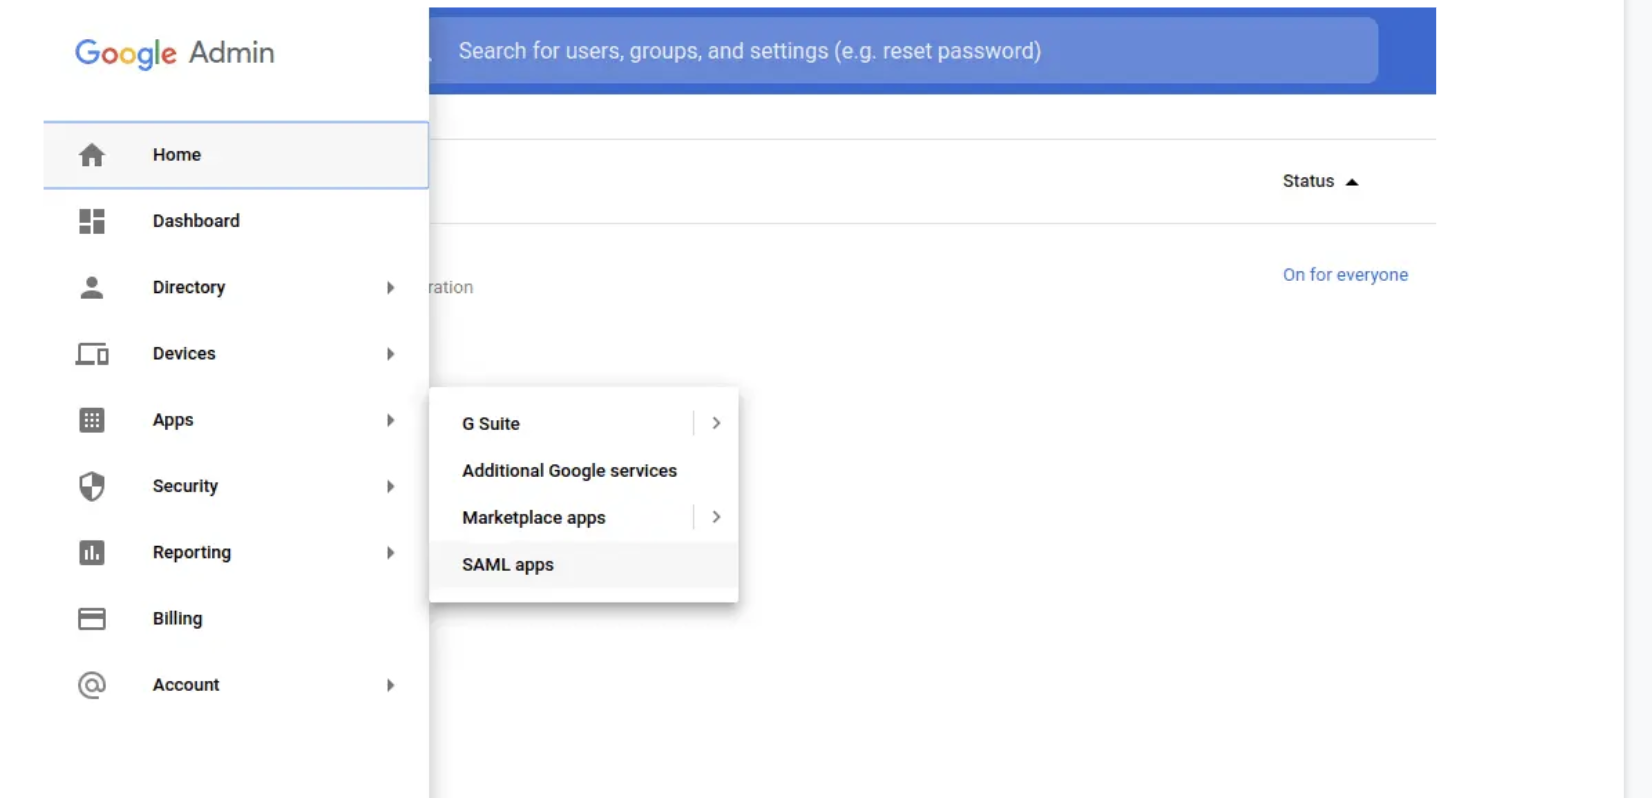 Google Admin
Search for users, groups, and settings (e.g. reset password)
Home
Status
Dashboard
On for everyone
Directory
ration
Devices
Apps
G Suite
Additional Google services
Security
Marketplace apps
Reporting
SAML apps
Billing
Account